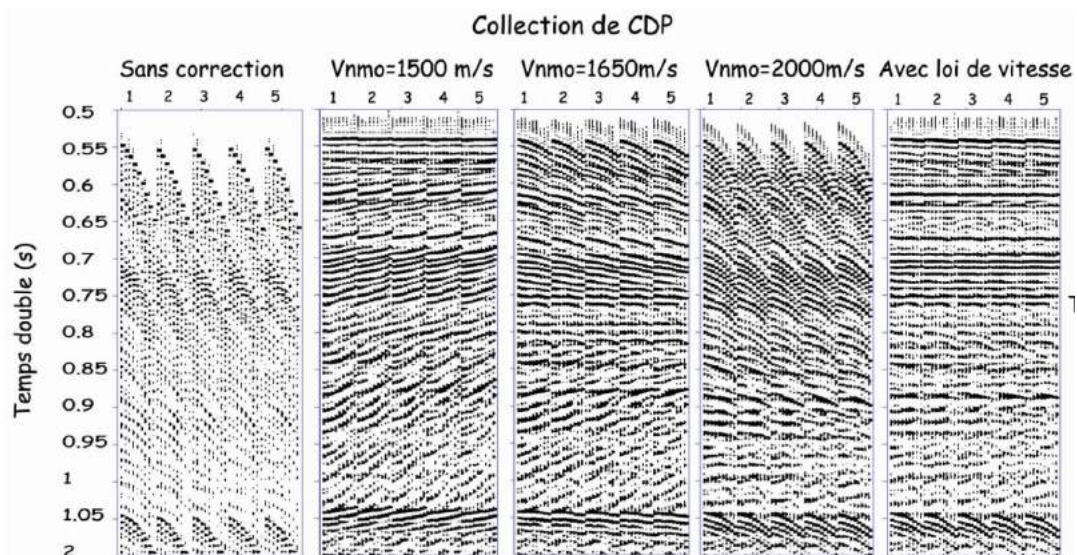 Collection de CDP
Sans correction Vnmo=1500 m/s Vnmo=1650m/s Vnmo=2000m/s Avec loi de vitesse
1 2 3 4 5 1 2 3 4 5 1 2 3 4 5 1 2 3 4 5 1 2 3 4 5
Temps double (s)
0.5
0.55
0.6
0.65
0.7
0.75
0.8
0.85
0.9
0.95
1
1.05
2
T